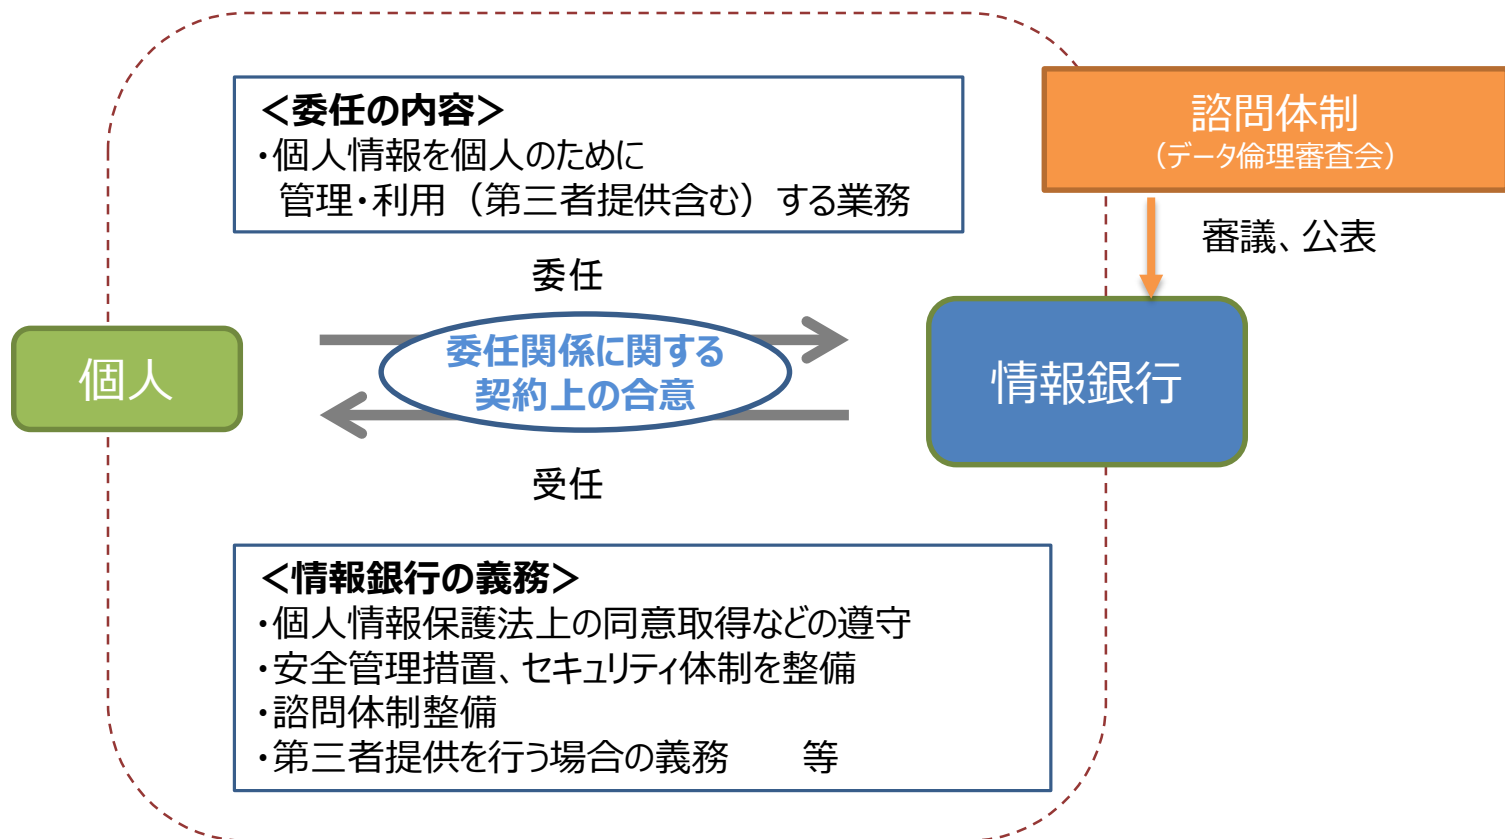 ＜委任の内容＞
・個人情報を個人のために
管理・利用（第三者提供含む）する業務
諮問体制
（データ倫理審査会）
審議、公表
委任
個人
委任関係に関する
契約上の合意
情報銀行
受任
＜情報銀行の義務＞
・個人情報保護法上の同意取得などの遵守
・安全管理措置、セキュリティ体制を整備
・諮問体制整備
・第三者提供を行う場合の義務　　等